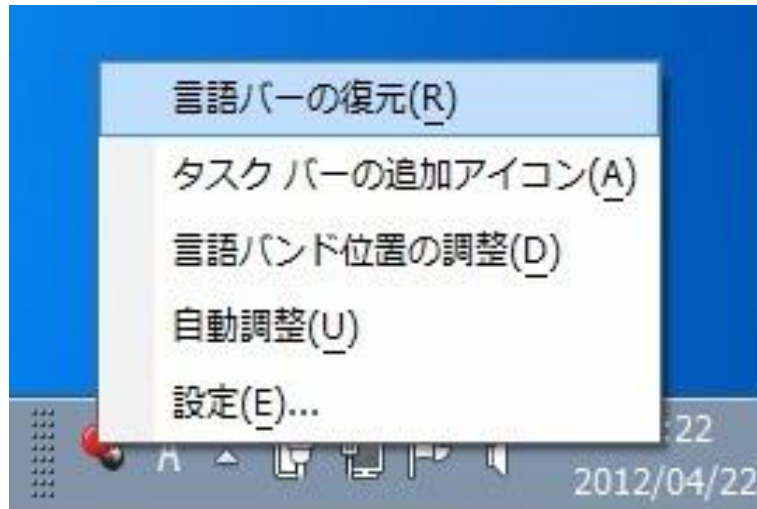 言語バーの復元(R)
タスク バーの追加アイコン(A)
言語バンド位置の調整(D)
自動調整(U)
設定(E)...
A
:22
2012/04/22